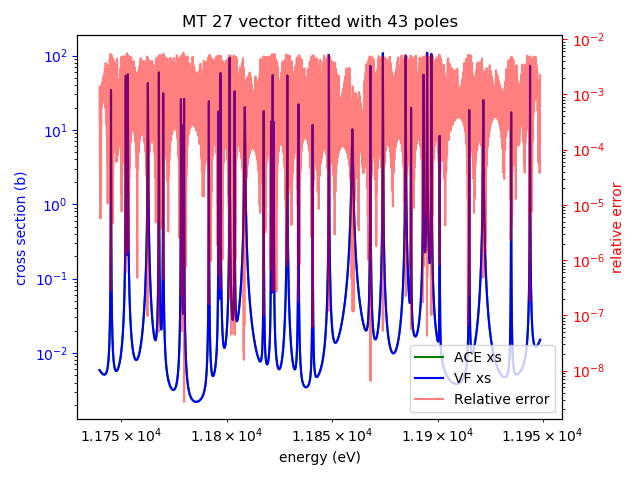 MT 27 vector fitted with 43 poles
10²
10¹
10⁰
10⁻¹
10⁻²
cross section (b)
10⁻²
10⁻³
10⁻⁴
10⁻⁵
10⁻⁶
10⁻⁷
10⁻⁸
relative error
ACE xs
VF xs
Relative error
1.175×10⁴ 1.18×10⁴ 1.185×10⁴ 1.19×10⁴ 1.195×10⁴
energy (eV)